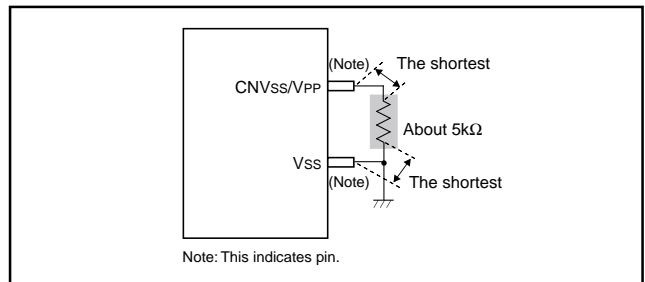 (Note)
The shortest
CNVss/VPP
About 5kΩ
Vss
(Note)
The shortest
Note: This indicates pin.